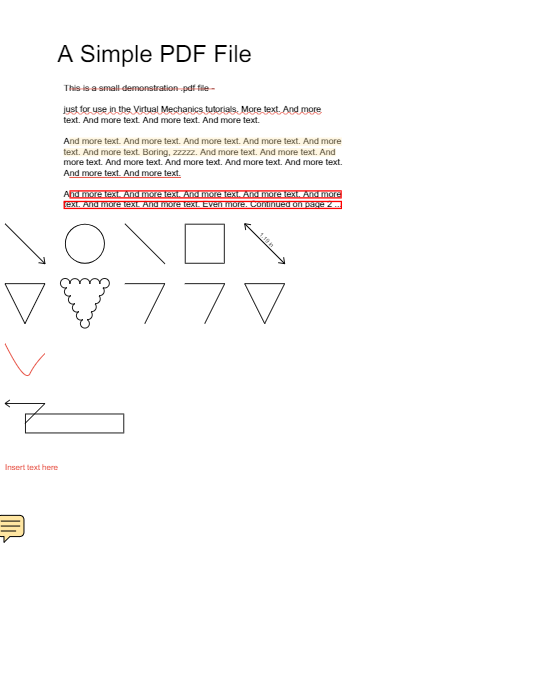 A Simple PDF File
This is a small demonstration .pdf file -
just for use in the Virtual Mechanics tutorials. More text. And more
text. And more text. And more text. And more text.
And more text. And more text. And more text. And more text. And more
text. And more text. Boring, zzzzz. And more text. And more text. And
more text. And more text. And more text. And more text. And more text.
And more text. And more text.
And more text. And more text. And more text. And more text. And more
text. And more text. And more text. Even more. Continued on page 2 ...
Insert text here